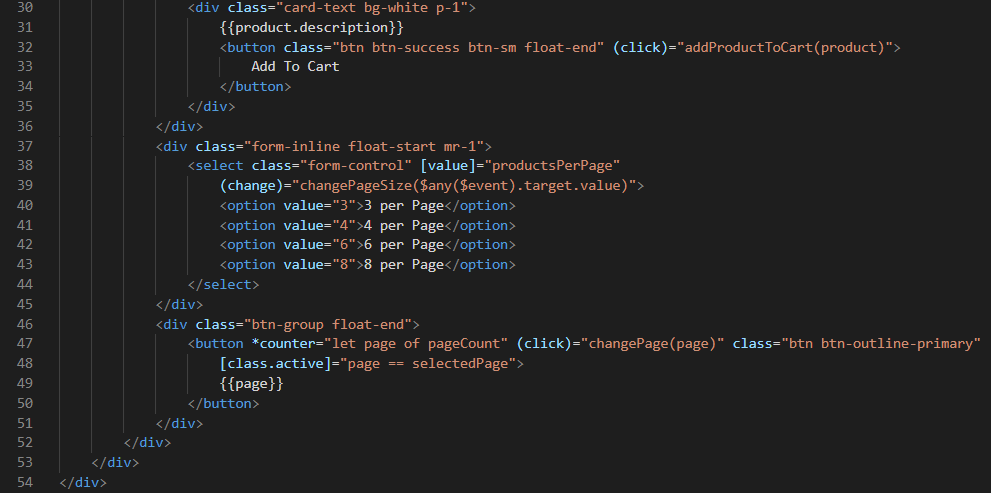 30 <div class="card-text bg-white p-1">
31 {{product.description}}
32 <button class="btn btn-success btn-sm float-end" (click)="addProductToCart(product)">
33 Add To Cart
34 </button>
35 </div>
36 </div>
37 <div class="form-inline float-start mr-1">
38 <select class="form-control" [value]="productsPerPage"
39 (change)="changePageSize($any($event).target.value)">
40 <option value="3">3 per Page</option>
41 <option value="4">4 per Page</option>
42 <option value="6">6 per Page</option>
43 <option value="8">8 per Page</option>
44 </select>
45 </div>
46 <div class="btn-group float-end">
47 <button *counter="let page of pageCount" (click)="changePage(page)" class="btn btn-outline-primary"
48 [class.active]="page == selectedPage">
49 {{page}}
50 </button>
51 </div>
52 </div>
53 </div>
54 </div>